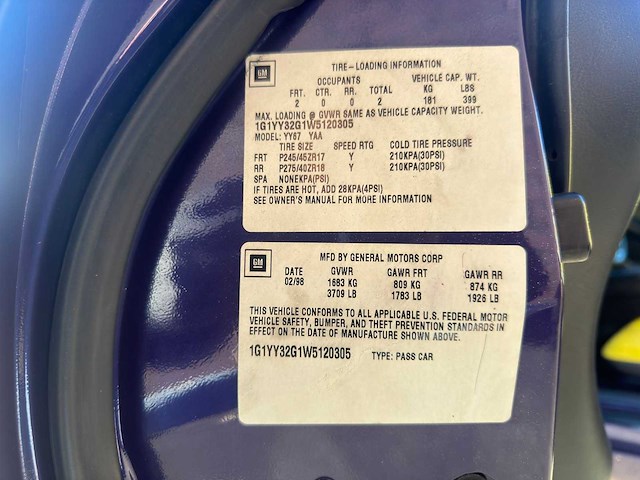 GM
TIRE-LOADING INFORMATION
OCCUPANTS VEHICLE CAP. WT.
FRT. CTR. RR. TOTAL KG LBS
2 0 0 2 181 399
MAX. LOADING @ GVWR SAME AS VEHICLE CAPACITY WEIGHT.
1G1YY32G1W5120305
MODEL: YY67 YAA
TIRE SIZE SPEED RTG COLD TIRE PRESSURE
FRT P245/45ZR17 Y 210KPA(30PSI)
RR P275/40ZR18 Y 210KPA(30PSI)
SPA NONEKPA(PSI)
IF TIRES ARE HOT, ADD 28KPA(4PSI)
SEE OWNER'S MANUAL FOR MORE INFORMATION
GM
MFD BY GENERAL MOTORS CORP
DATE GVWR GAWR FRT GAWR RR
02/98 1683 KG 809 KG 874 KG
3709 LB 1783 LB 1926 LB
THIS VEHICLE CONFORMS TO ALL APPLICABLE U.S. FEDERAL MOTOR
VEHICLE SAFETY, BUMPER, AND THEFT PREVENTION STANDARDS IN
EFFECT ON THE DATE OF MANUFACTURE SHOWN ABOVE.
1G1YY32G1W5120305 TYPE: PASS CAR